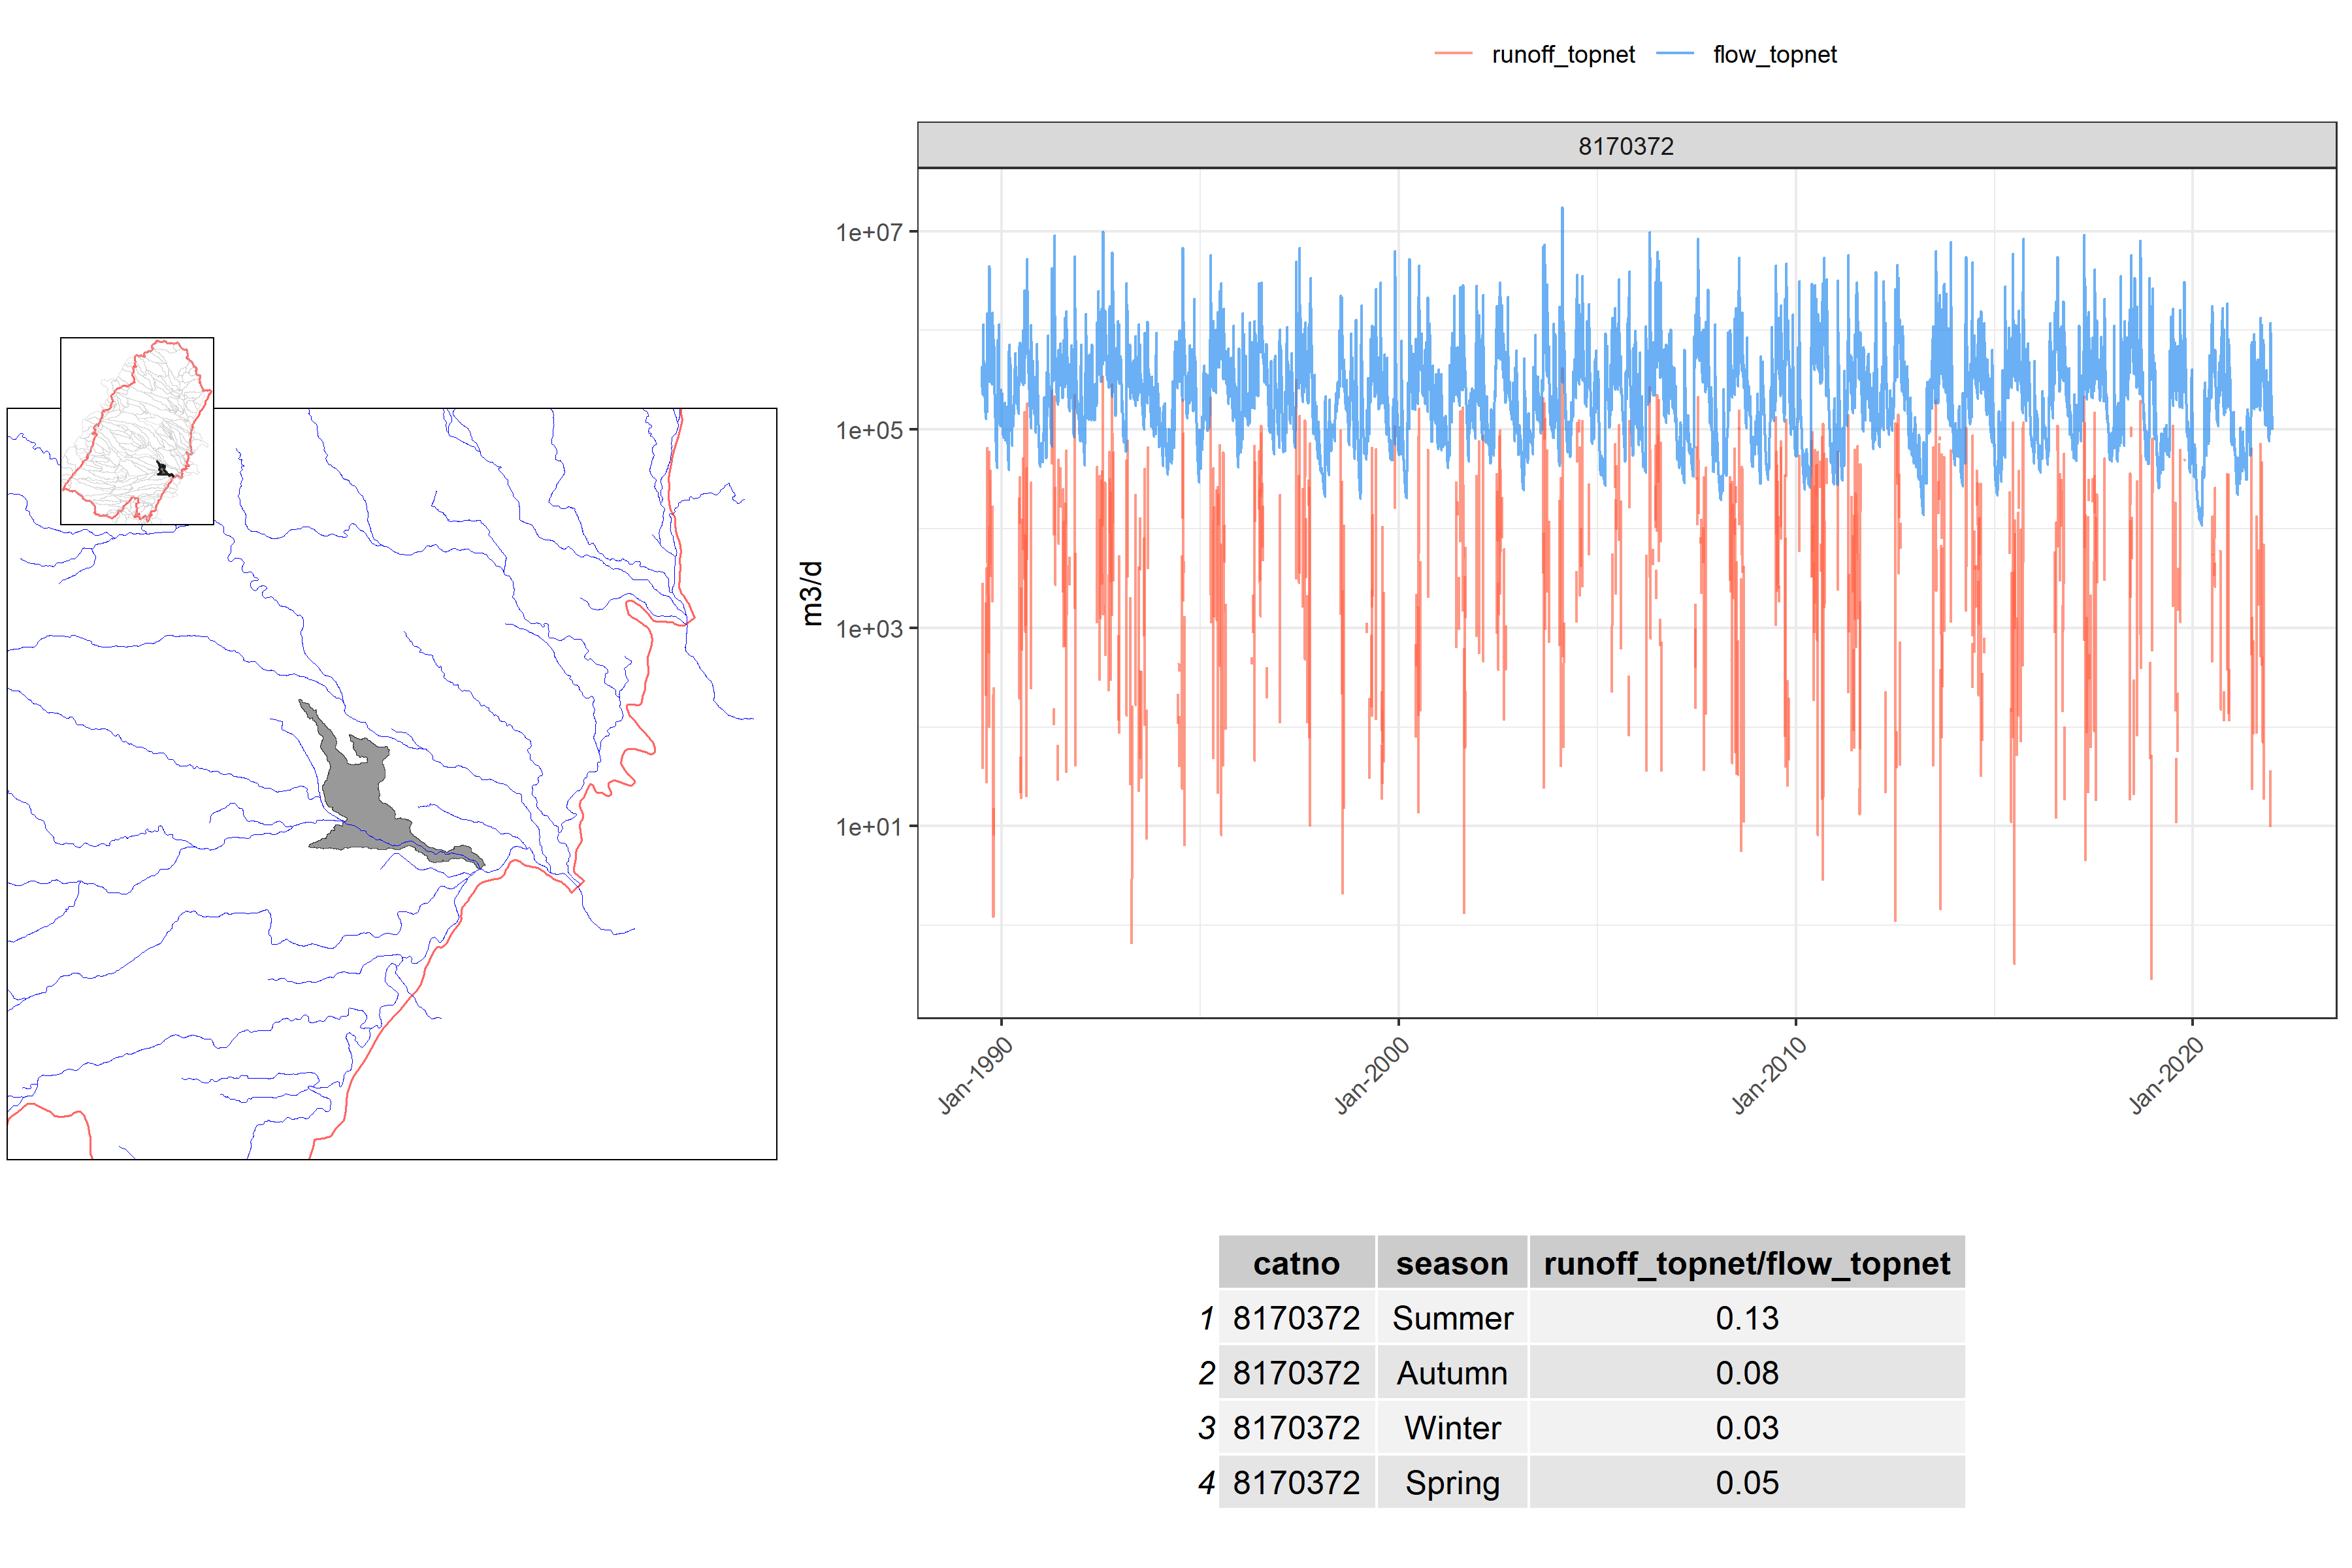 runoff_topnet flow_topnet
8170372
1e+07
1e+05
1e+03
1e+01
m3/d
Jan-1990 Jan-2000 Jan-2010 Jan-2020
catno season runoff_topnet/flow_topnet
1 8170372 Summer 0.13
2 8170372 Autumn 0.08
3 8170372 Winter 0.03
4 8170372 Spring 0.05